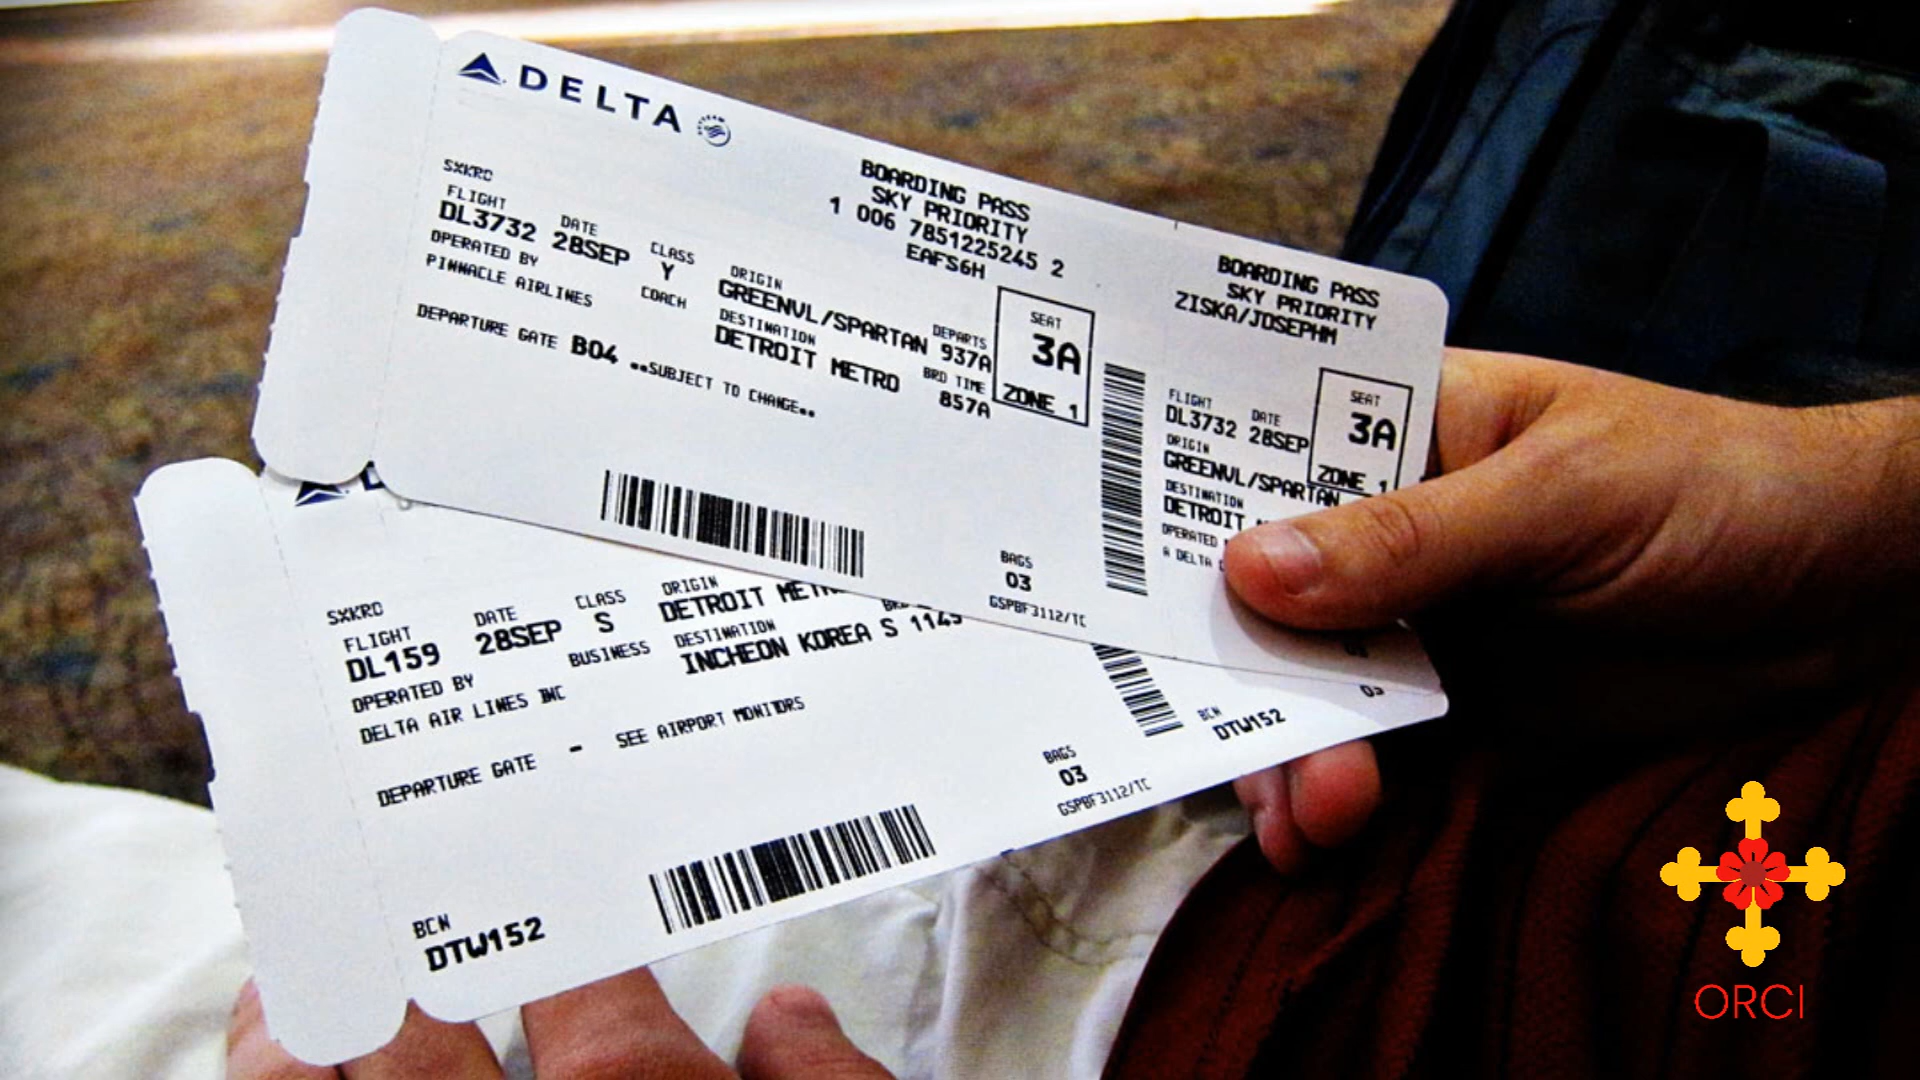 DELTA
SXKRC
BOARDING PASS
SKY PRIORITY
1 006 7851225245 2
EAFS6H
FLIGHT DATE CLASS ORIGIN
DL3732 28SEP Y GREENVL/SPARTAN
OPERATED BY COACH DESTINATION DEPARTS
PINNACLE AIRLINES DETROIT METRO 937A
BRD TIME
857A
SEAT
3A
ZONE 1
DEPARTURE GATE B04 **SUBJECT TO CHANGE**
BAGS
03
GSPBF3112/TC
BOARDING PASS
SKY PRIORITY
ZISKA/JOSEPHM
FLIGHT DATE
DL3732 28SEP
SEAT
3A
ZONE 1
ORIGIN
GREENVL/SPARTAN
DESTINATION
DETROIT
OPERATED
A DELTA
SXKRC
FLIGHT DATE CLASS ORIGIN
DL159 28SEP S DETROIT
OPERATED BY BUSINESS DESTINATION
DELTA AIR LINES INC INCHEON KOREA S
DEPARTURE GATE - SEE AIRPORT MONITORS
BCN
DTW152
BAGS
03
GSPBF3112/TC
BCN
DTW152
03
ORCI